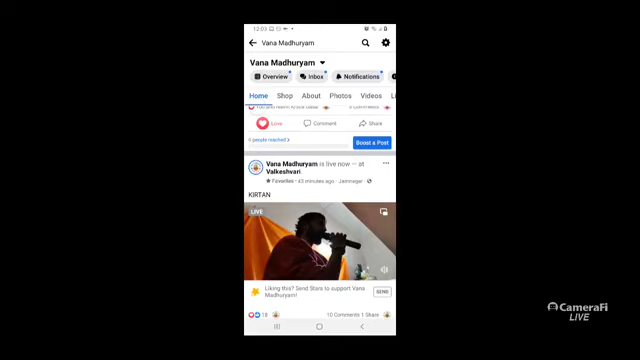 12:03
Vana Madhuryam
Vana Madhuryam
Overview
Inbox
Notifications
Home
Shop
About
Photos
Videos
Li
Love
Comment
Share
0 people reached >
Boost a Post
Vana Madhuryam is live now — at
Valkeshvari
Favorites · 43 minutes ago · Jamnagar ·
KIRTAN
LIVE
Liking this? Send Stars to support Vana
Madhuryam!
SEND
18
10 Comments 1 Share
CameraFi
LIVE